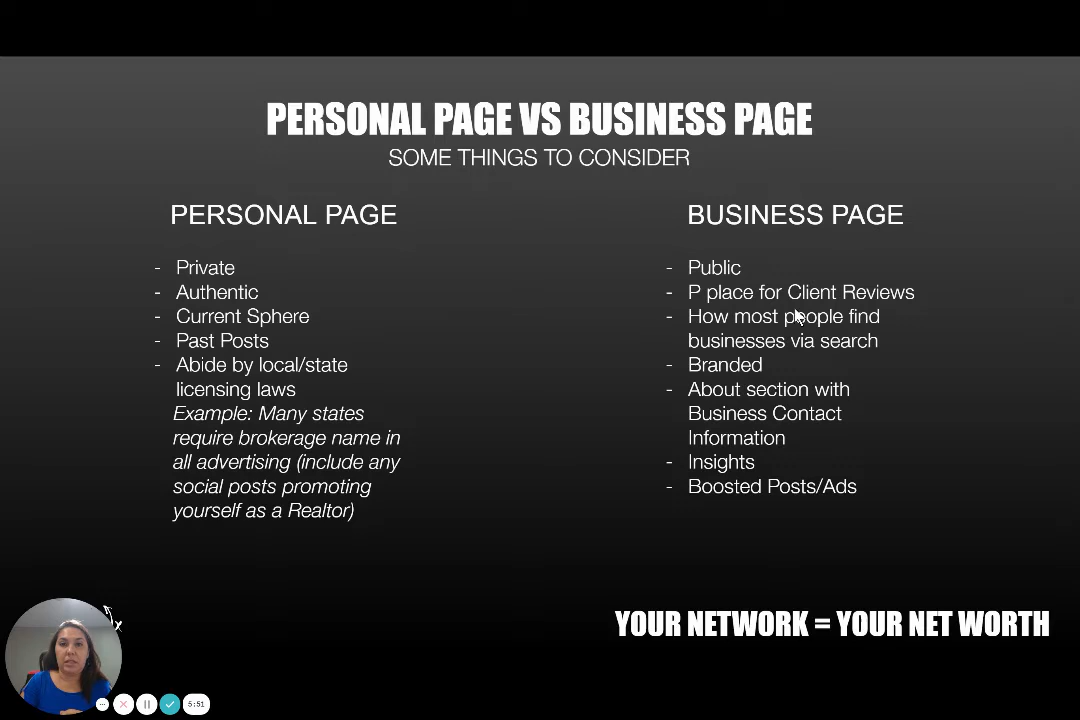 PERSONAL PAGE VS BUSINESS PAGE
SOME THINGS TO CONSIDER
PERSONAL PAGE
- Private
- Authentic
- Current Sphere
- Past Posts
- Abide by local/state
licensing laws
Example: Many states
require brokerage name in
all advertising (include any
social posts promoting
yourself as a Realtor)
BUSINESS PAGE
- Public
- P place for Client Reviews
- How most people find
businesses via search
- Branded
- About section with
Business Contact
Information
- Insights
- Boosted Posts/Ads
YOUR NETWORK = YOUR NET WORTH
5:51